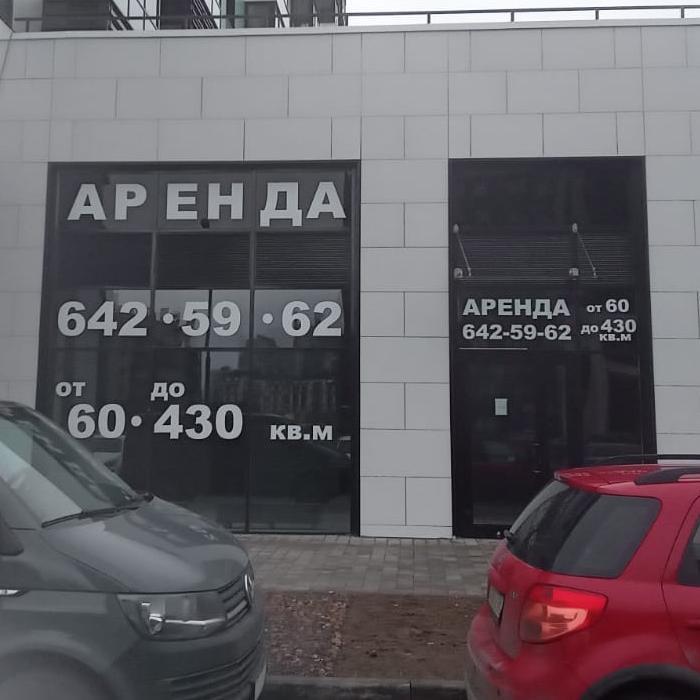 АРЕНДА
642·59·62
от до
60·430 кв.м
АРЕНДА от 60
642-59-62 до 430
кв.м